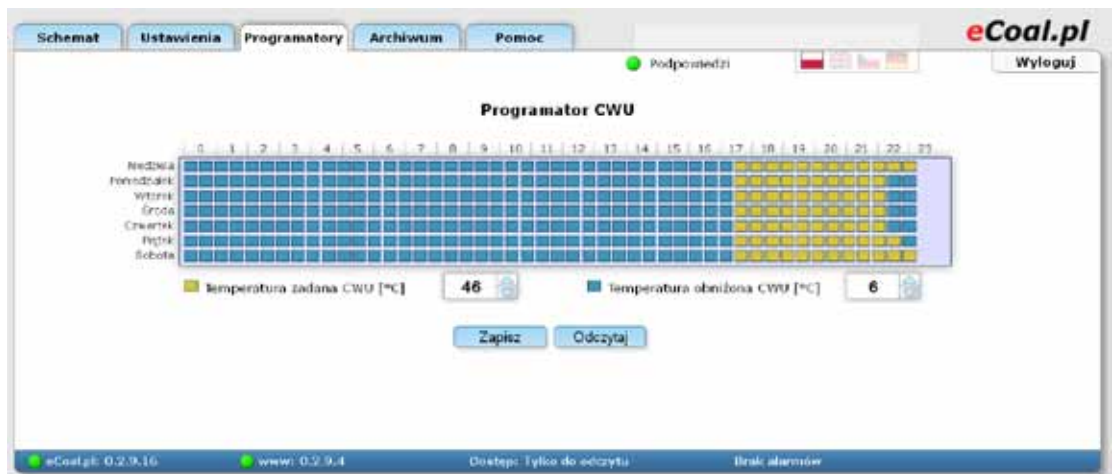 Schemat Ustawienia Programatory Archiwum Pomoc
eCoal.pl
Podpowiedzi
Wyloguj
Programator CWU
0 1 2 3 4 5 6 7 8 9 10 11 12 13 14 15 16 17 18 19 20 21 22 23
Niedziela
Poniedziałek
Wtorek
Środa
Czwartek
Piątek
Sobota
Temperatura zadana CWU [°C] 46 Temperatura obniżona CWU [°C] 6
Zapisz Odczytaj
eCoal.pl: 0.2.9.16 www: 0.2.9.4 Dostęp: Tylko do odczytu Brak alarmów